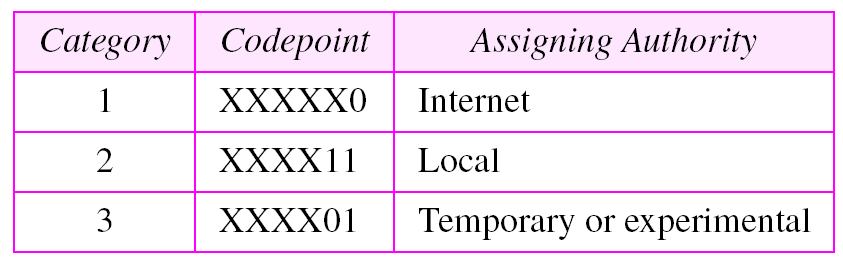 Category Codepoint Assigning Authority
1 XXXXX0 Internet
2 XXXX11 Local
3 XXXX01 Temporary or experimental